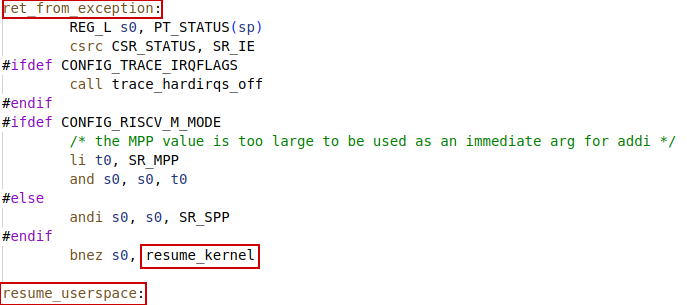 ret_from_exception:
REG_L s0, PT_STATUS(sp)
csrc CSR_STATUS, SR_IE
#ifdef CONFIG_TRACE_IRQFLAGS
call trace_hardirqs_off
#endif
#ifdef CONFIG_RISCV_M_MODE
/* the MPP value is too large to be used as an immediate arg for addi */
li t0, SR_MPP
and s0, s0, t0
#else
andi s0, s0, SR_SPP
#endif
bnez s0, resume_kernel
resume_userspace: